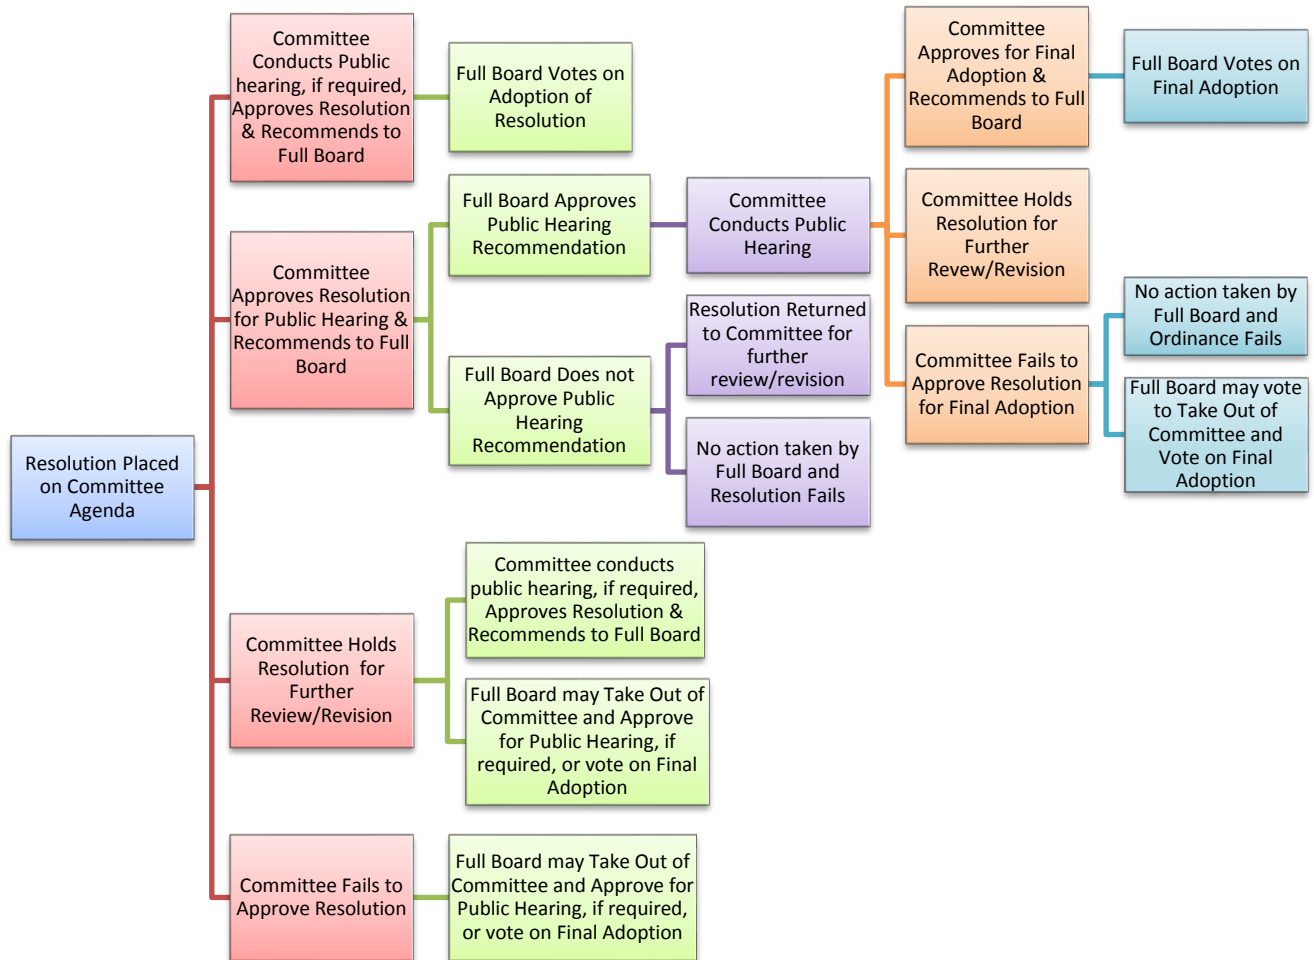 Resolution Placed
on Committee
Agenda
Committee
Conducts Public
hearing, if required,
Approves Resolution
& Recommends to
Full Board
Full Board Votes on
Adoption of
Resolution
Committee
Approves Resolution
for Public Hearing &
Recommends to Full
Board
Full Board Approves
Public Hearing
Recommendation
Committee
Conducts Public
Hearing
Committee
Approves for Final
Adoption &
Recommends to Full
Board
Full Board Votes on
Final Adoption
Committee Holds
Resolution for
Further
Revew/Revision
Committee Fails to
Approve Resolution
for Final Adoption
No action taken by
Full Board and
Ordinance Fails
Full Board may vote
to Take Out of
Committee and
Vote on Final
Adoption
Full Board Does not
Approve Public
Hearing
Recommendation
Resolution Returned
to Committee for
further
review/revision
No action taken by
Full Board and
Resolution Fails
Committee Holds
Resolution for
Further
Review/Revision
Committee conducts
public hearing, if required,
Approves Resolution &
Recommends to Full Board
Full Board may Take Out of
Committee and Approve
for Public Hearing, if
required, or vote on Final
Adoption
Committee Fails to
Approve Resolution
Full Board may Take Out of
Committee and Approve for
Public Hearing, if required,
or vote on Final Adoption